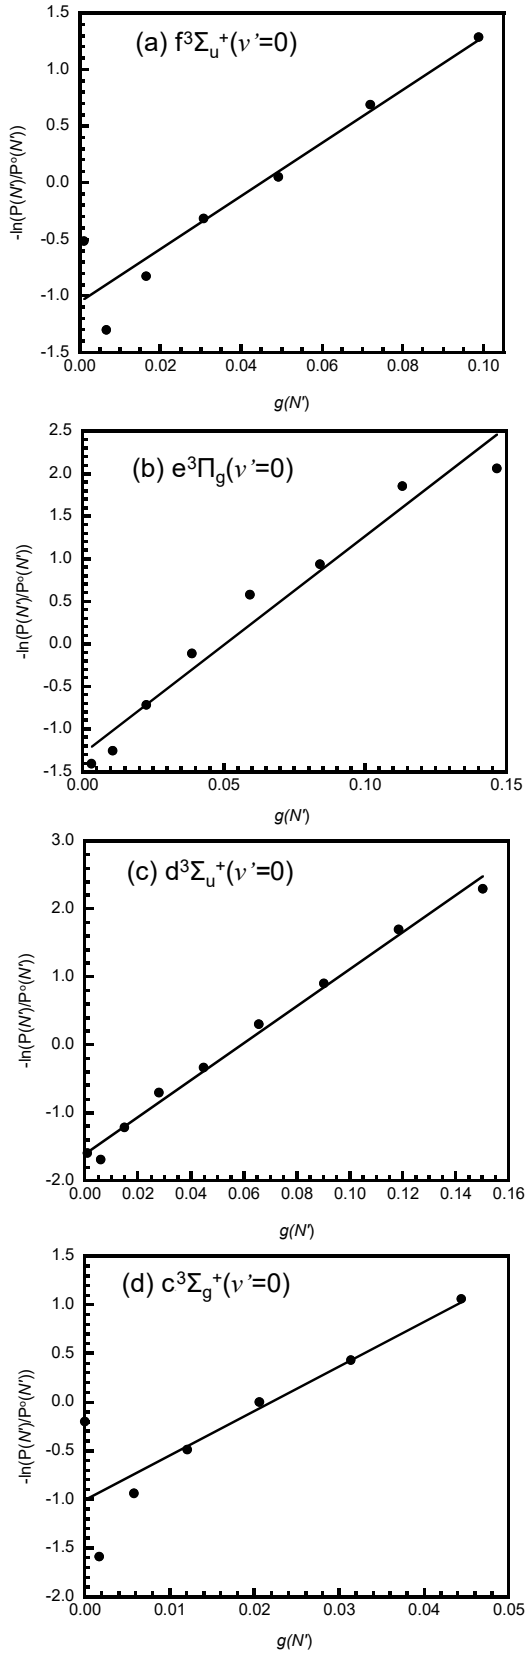 (a) f³Σᵤ⁺(v’=0)
1.5
1.0
0.5
0.0
-0.5
-1.0
-1.5
-ln(P(N')/P⁰(N'))
0.00 0.02 0.04 0.06 0.08 0.10
g(N')
(b) e³Π_g(v’=0)
2.5
2.0
1.5
1.0
0.5
0.0
-0.5
-1.0
-1.5
-ln(P(N')/P⁰(N'))
0.00 0.05 0.10 0.15
g(N')
(c) d³Σᵤ⁺(v’=0)
3.0
2.0
1.0
0.0
-1.0
-2.0
-ln(P(N')/P⁰(N'))
0.00 0.02 0.04 0.06 0.08 0.10 0.12 0.14 0.16
g(N')
(d) c³Σ_g⁺(v’=0)
1.5
1.0
0.5
0.0
-0.5
-1.0
-1.5
-2.0
-ln(P(N')/P⁰(N'))
0.00 0.01 0.02 0.03 0.04 0.05
g(N')